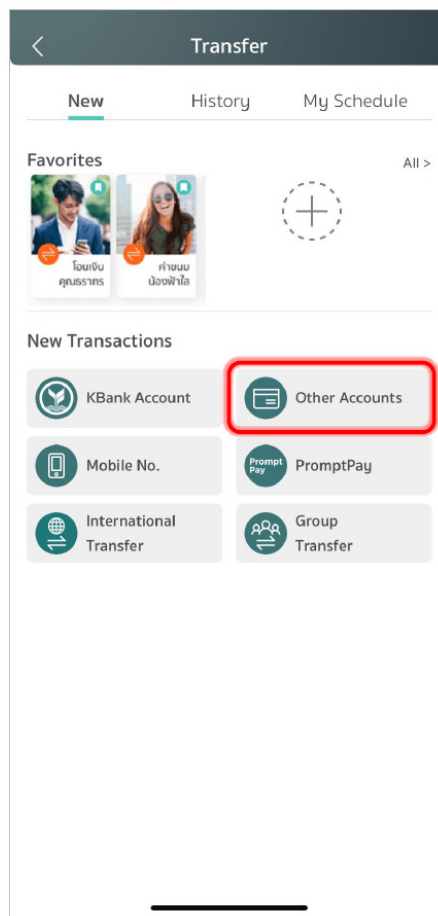 Transfer
New History My Schedule
Favorites All >
โอนเงิน
คุณธราทร
ค่าขนม
น้องฟ้าใส
New Transactions
KBank Account
Other Accounts
Mobile No.
Prompt
Pay
PromptPay
International
Transfer
Group
Transfer